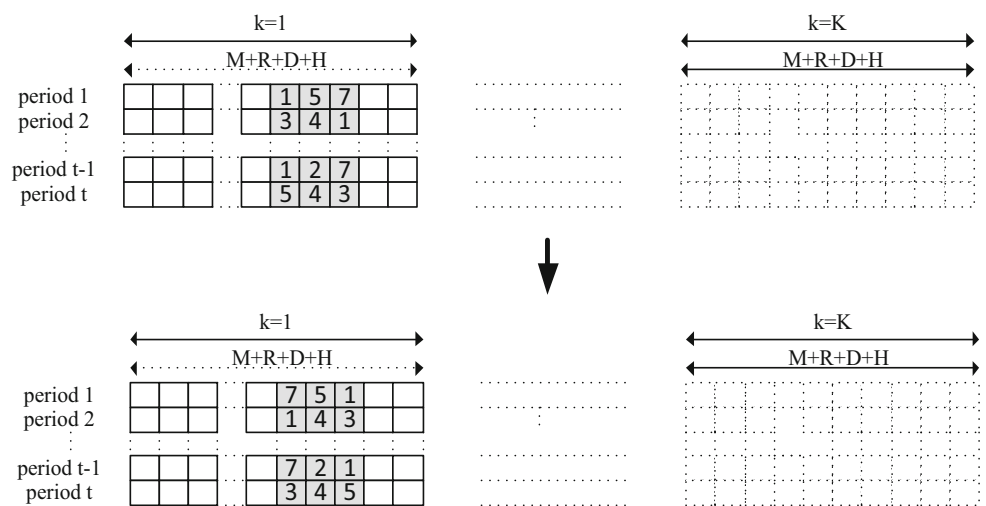 k=1 k=K
M+R+D+H M+R+D+H
period 1 1 5 7
period 2 3 4 1
period t-1 1 2 7
period t 5 4 3
k=1 k=K
M+R+D+H M+R+D+H
period 1 7 5 1
period 2 1 4 3
period t-1 7 2 1
period t 3 4 5